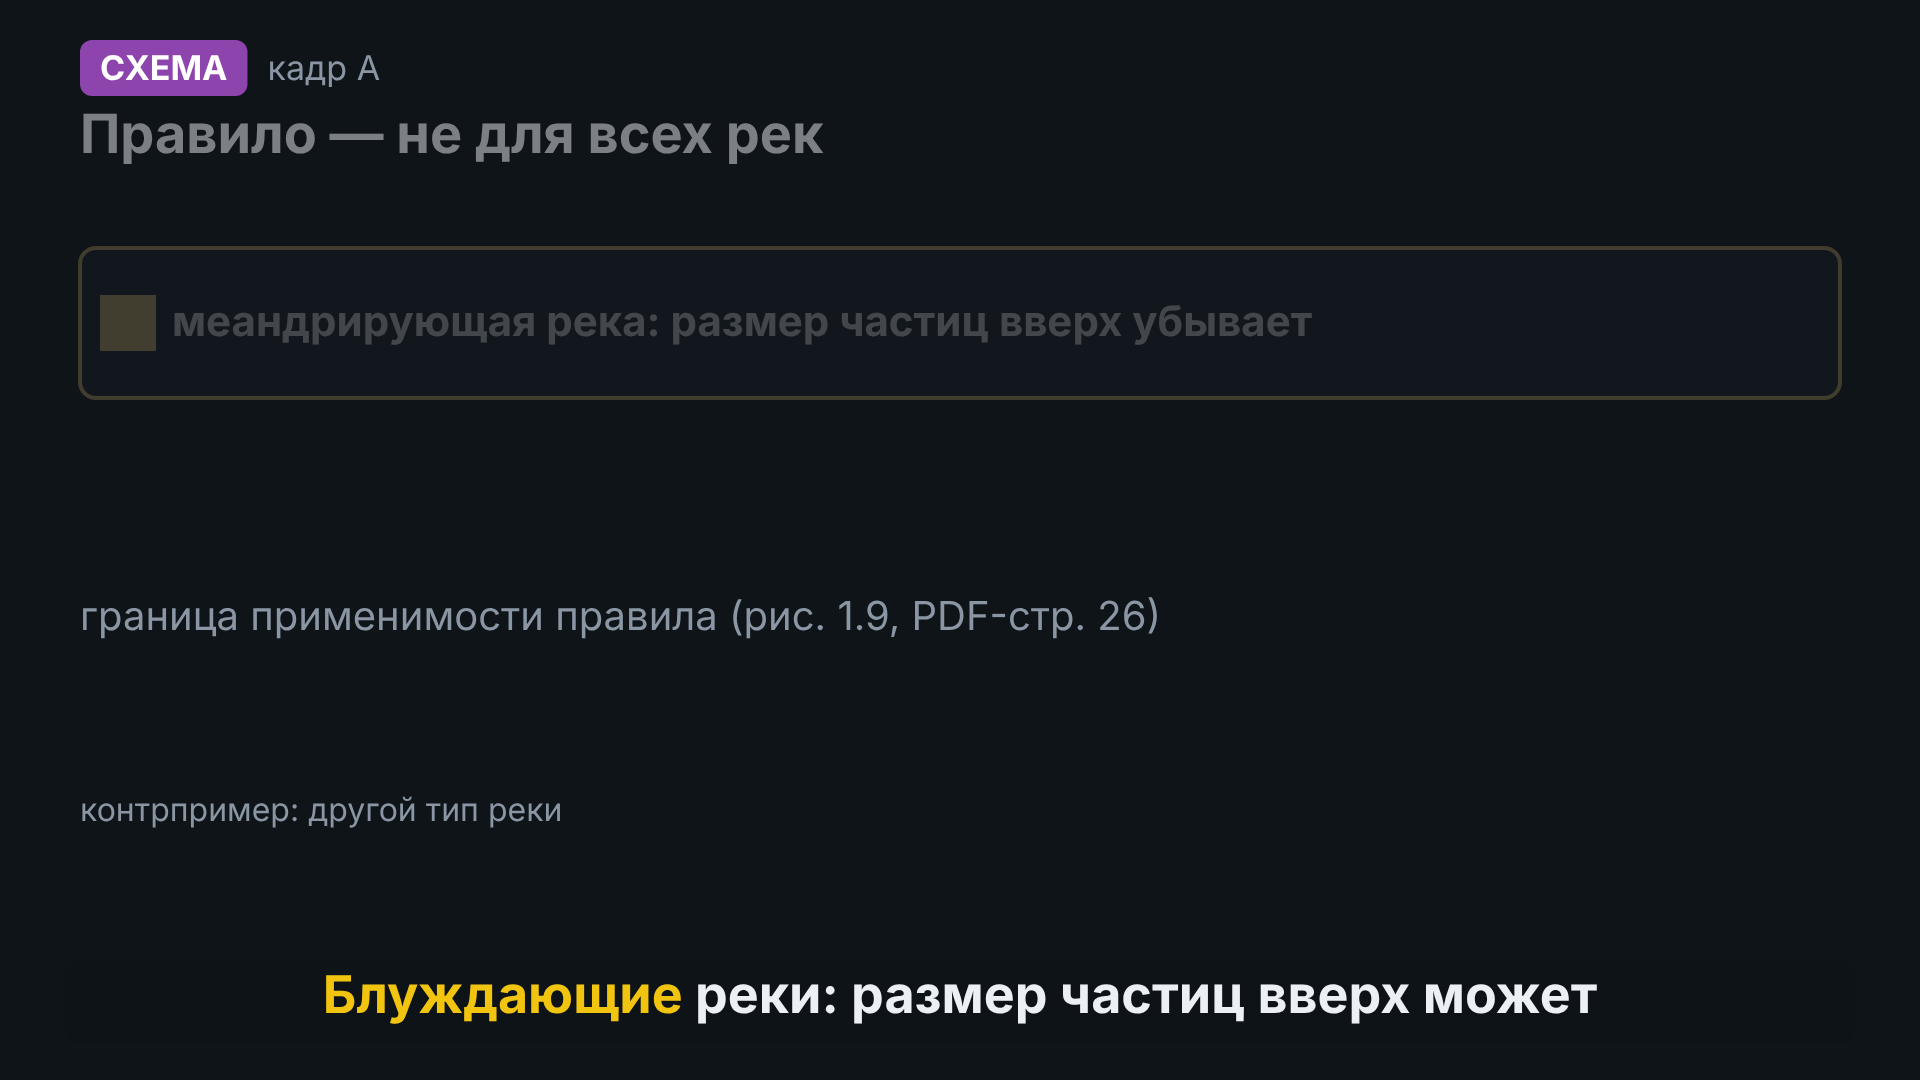 СХЕМА кадр А
Правило — не для всех рек
меандрирующая река: размер частиц вверх убывает
граница применимости правила (рис. 1.9, PDF-стр. 26)
контрпример: другой тип реки
Блуждающие реки: размер частиц вверх может